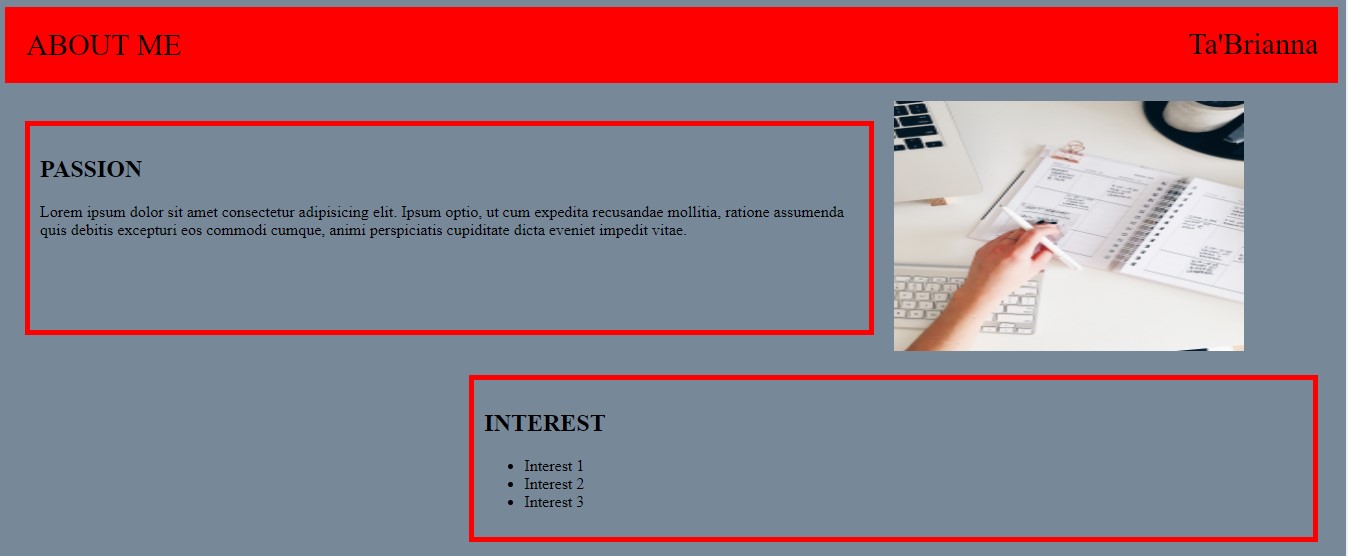 ABOUT ME
Ta'Brianna
PASSION
Lorem ipsum dolor sit amet consectetur adipisicing elit. Ipsum optio, ut cum expedita recusandae mollitia, ratione assumenda
quis debitis excepturi eos commodi cumque, animi perspiciatis cupiditate dicta eveniet impedit vitae.
INTEREST
Interest 1
Interest 2
Interest 3